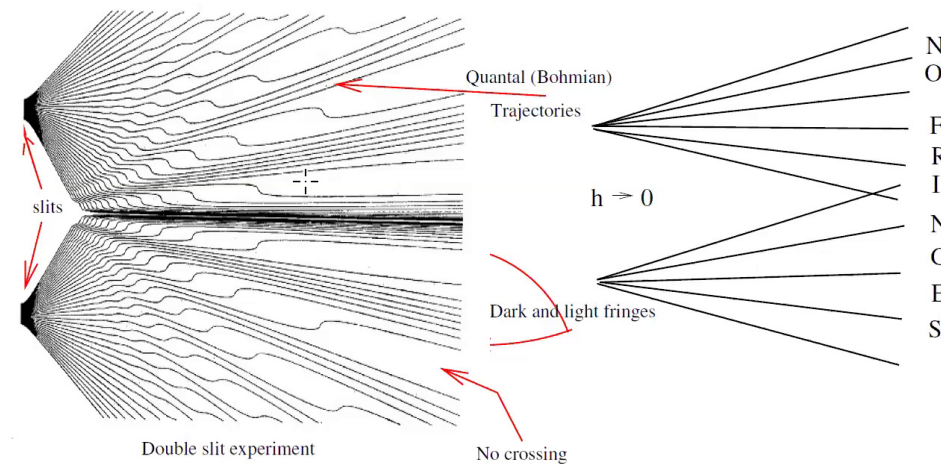 Quantal (Bohmian)
Trajectories
slits
h → 0
Dark and light fringes
Double slit experiment
No crossing
N
O
F
R
I
N
G
E
S